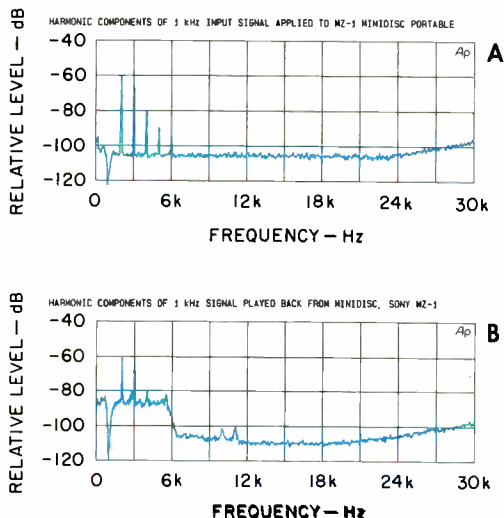 HARMONIC COMPONENTS OF 1 kHz INPUT SIGNAL APPLIED TO MZ-1 MINIDISC PORTABLE
Ap
A
RELATIVE LEVEL — dB
-40
-60
-80
-100
-120
0
6k
12k
18k
24k
30k
FREQUENCY — Hz
HARMONIC COMPONENTS OF 1 kHz SIGNAL PLAYED BACK FROM MINIDISC, SONY MZ-1
Ap
B
RELATIVE LEVEL — dB
-40
-60
-80
-100
-120
0
6k
12k
18k
24k
30k
FREQUENCY — Hz